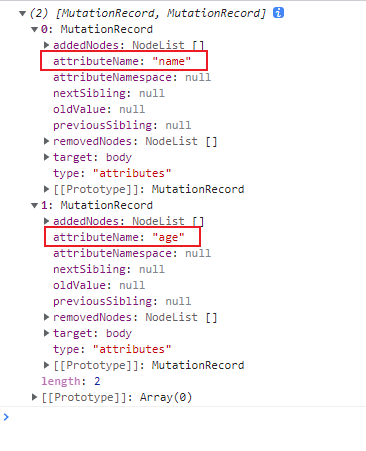 (2) [MutationRecord, MutationRecord]
0: MutationRecord
addedNodes: NodeList []
attributeName: "name"
attributeNamespace: null
nextSibling: null
oldValue: null
previousSibling: null
removedNodes: NodeList []
target: body
type: "attributes"
[[Prototype]]: MutationRecord
1: MutationRecord
addedNodes: NodeList []
attributeName: "age"
attributeNamespace: null
nextSibling: null
oldValue: null
previousSibling: null
removedNodes: NodeList []
target: body
type: "attributes"
[[Prototype]]: MutationRecord
length: 2
[[Prototype]]: Array(0)